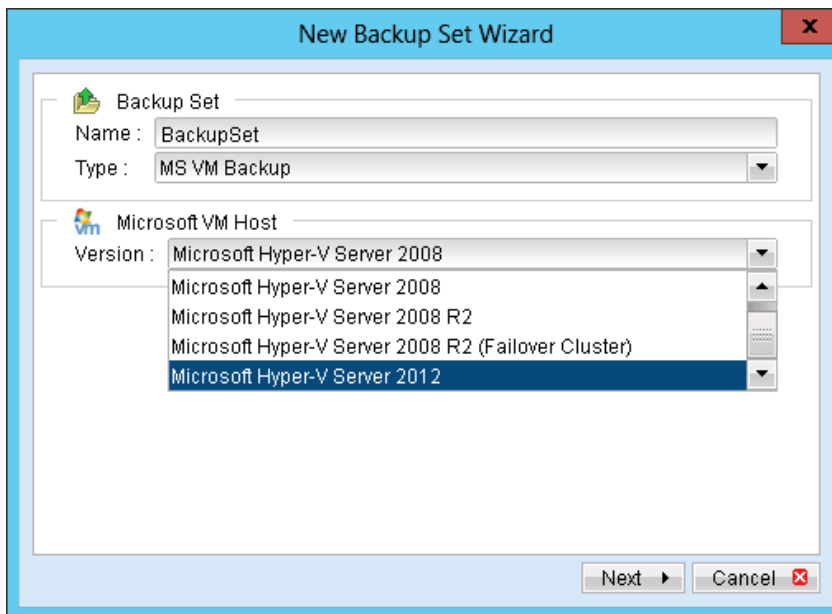 New Backup Set Wizard
x
Backup Set
Name : BackupSet
Type : MS VM Backup
vm Microsoft VM Host
Version : Microsoft Hyper-V Server 2008
Microsoft Hyper-V Server 2008
Microsoft Hyper-V Server 2008 R2
Microsoft Hyper-V Server 2008 R2 (Failover Cluster)
Microsoft Hyper-V Server 2012
Next Cancel